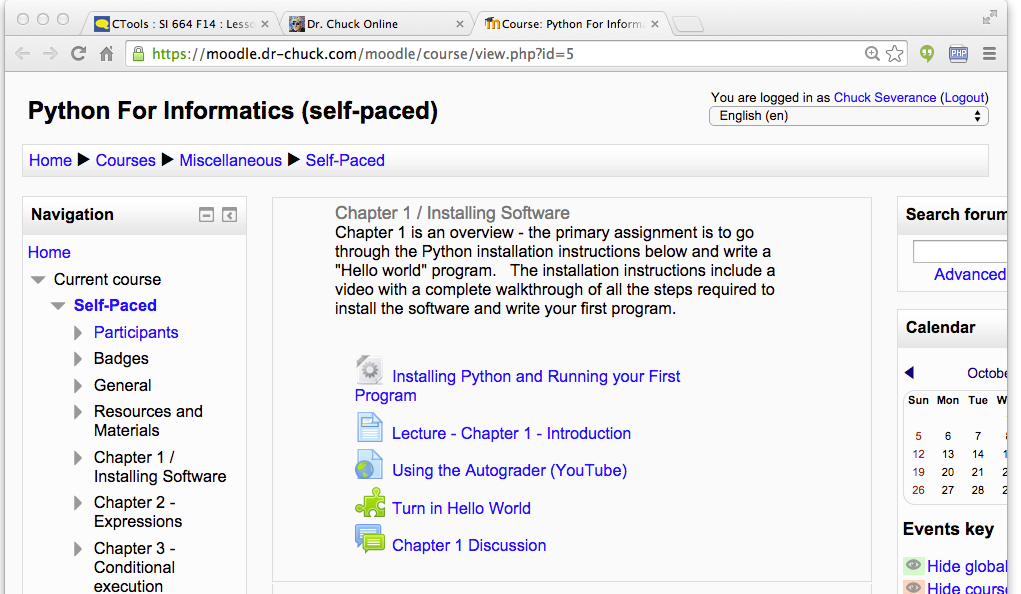 CTools : SI 664 F14 : Lesso
Dr. Chuck Online
Course: Python For Inform
https://moodle.dr-chuck.com/moodle/course/view.php?id=5
PHP
Python For Informatics (self-paced)
You are logged in as Chuck Severance (Logout)
English (en)
Home ▶ Courses ▶ Miscellaneous ▶ Self-Paced
Navigation
Home
Current course
Self-Paced
Participants
Badges
General
Resources and
Materials
Chapter 1 /
Installing Software
Chapter 2 -
Expressions
Chapter 3 -
Conditional
execution
Chapter 1 / Installing Software
Chapter 1 is an overview - the primary assignment is to go
through the Python installation instructions below and write a
"Hello world" program.   The installation instructions include a
video with a complete walkthrough of all the steps required to
install the software and write your first program.
Installing Python and Running your First
Program
Lecture - Chapter 1 - Introduction
Using the Autograder (YouTube)
Turn in Hello World
Chapter 1 Discussion
Search forum
Advanced
Calendar
Octobe
Sun Mon Tue W
5 6 7
12 13 14 1
19 20 21 2
26 27 28 2
Events key
Hide global
Hide course